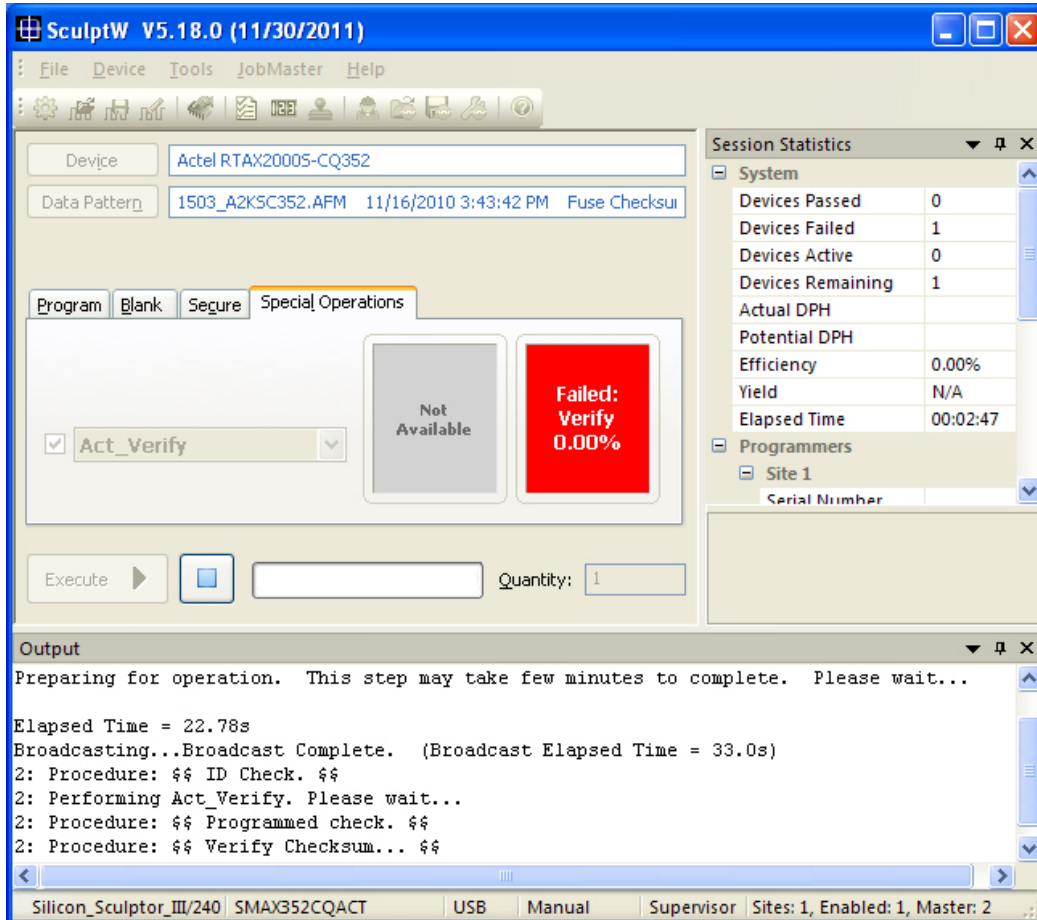 SculptW V5.18.0 (11/30/2011)
File Device Tools JobMaster Help
123
Device
Actel RTAX2000S-CQ352
Data Pattern
1503_A2KSC352.AFM 11/16/2010 3:43:42 PM Fuse Checksu
Program
Blank
Secure
Special Operations
Act_Verify
Not
Available
Failed:
Verify
0.00%
Execute
Quantity:
1
Session Statistics
System
Devices Passed 0
Devices Failed 1
Devices Active 0
Devices Remaining 1
Actual DPH
Potential DPH
Efficiency 0.00%
Yield N/A
Elapsed Time 00:02:47
Programmers
Site 1
Serial Number
Output
Preparing for operation. This step may take few minutes to complete. Please wait...
Elapsed Time = 22.78s
Broadcasting...Broadcast Complete. (Broadcast Elapsed Time = 33.0s)
2: Procedure: $$ ID Check. $$
2: Performing Act_Verify. Please wait...
2: Procedure: $$ Programmed check. $$
2: Procedure: $$ Verify Checksum... $$
Silicon_Sculptor_III/240 SMAX352CQACT USB Manual Supervisor Sites: 1, Enabled: 1, Master: 2